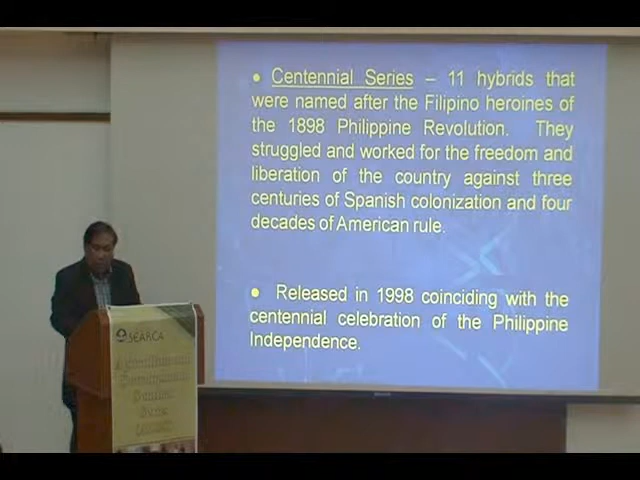 • Centennial Series – 11 hybrids that
were named after the Filipino heroines of
the 1898 Philippine Revolution. They
struggled and worked for the freedom and
liberation of the country against three
centuries of Spanish colonization and four
decades of American rule.
• Released in 1998 coinciding with the
centennial celebration of the Philippine
Independence.
SEARCA